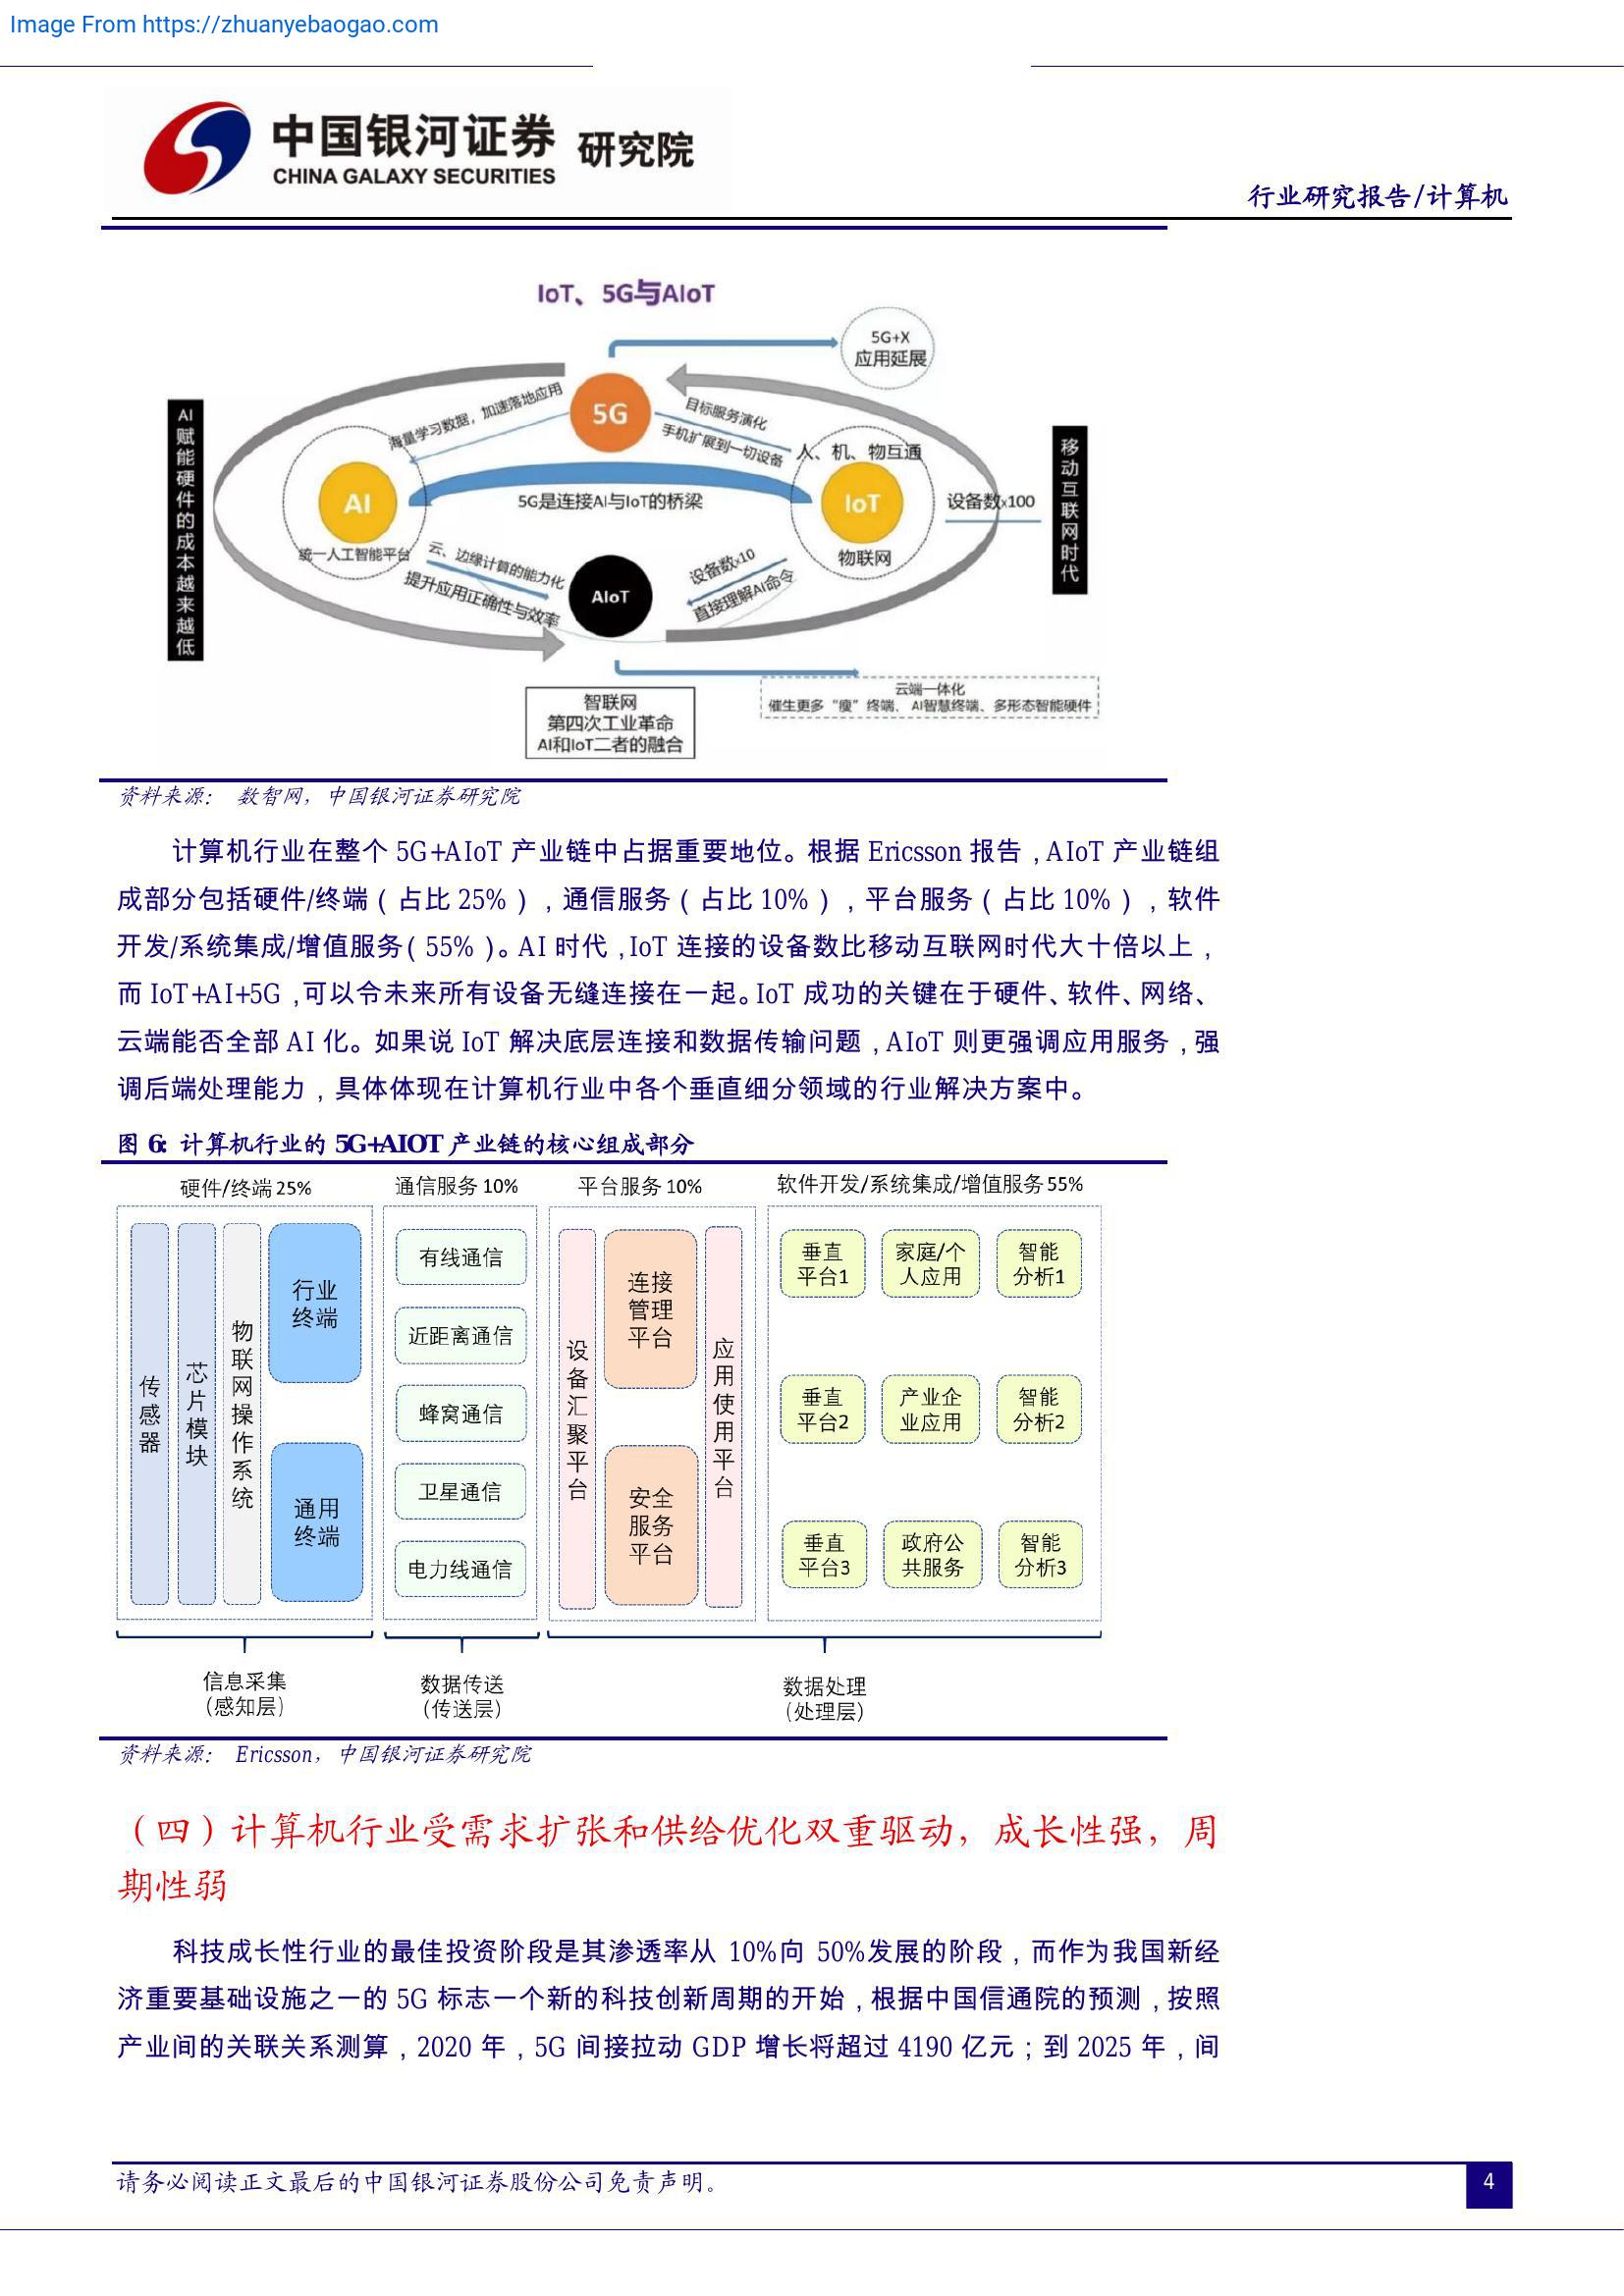 Image From https://zhuanyebaogao.com
中国银河证券 研究院
CHINA GALAXY SECURITIES
行业研究报告/计算机
IoT、5G与AIoT
5G+X
应用延展
AI赋能硬件的成本越来越低
海量学习数据，加速落地应用
5G
目标服务演化
手机扩展到一切设备
人、机、物互通
移动互联网时代
AI
5G是连接AI与IoT的桥梁
IoT
设备数x100
统一人工智能平台
物联网
云、边缘计算的能力化
提升应用正确性与效率
AIoT
设备数x10
直接理解AI命令
智联网
第四次工业革命
AI和IoT二者的融合
云端一体化
催生更多“瘦”终端、AI智慧终端、多形态智能硬件
资料来源： 数智网，中国银河证券研究院
计算机行业在整个 5G+AIoT 产业链中占据重要地位。根据 Ericsson 报告，AIoT 产业链组
成部分包括硬件/终端（占比 25%），通信服务（占比 10%），平台服务（占比 10%），软件
开发/系统集成/增值服务（55%）。AI 时代，IoT 连接的设备数比移动互联网时代大十倍以上，
而 IoT+AI+5G，可以令未来所有设备无缝连接在一起。IoT 成功的关键在于硬件、软件、网络、
云端能否全部 AI 化。如果说 IoT 解决底层连接和数据传输问题，AIoT 则更强调应用服务，强
调后端处理能力，具体体现在计算机行业中各个垂直细分领域的行业解决方案中。
图 6: 计算机行业的 5G+AIOT 产业链的核心组成部分
硬件/终端 25%
通信服务 10%
平台服务 10%
软件开发/系统集成/增值服务 55%
传感器
芯片模块
物联网操作系统
行业
终端
通用
终端
有线通信
近距离通信
蜂窝通信
卫星通信
电力线通信
设备汇聚平台
连接
管理
平台
安全
服务
平台
应用使用平台
垂直
平台1
家庭/个
人应用
智能
分析1
垂直
平台2
产业企
业应用
智能
分析2
垂直
平台3
政府公
共服务
智能
分析3
信息采集
（感知层）
数据传送
（传送层）
数据处理
（处理层）
资料来源： Ericsson，中国银河证券研究院
（四）计算机行业受需求扩张和供给优化双重驱动，成长性强，周
期性弱
科技成长性行业的最佳投资阶段是其渗透率从 10%向 50%发展的阶段，而作为我国新经
济重要基础设施之一的 5G 标志一个新的科技创新周期的开始，根据中国信通院的预测，按照
产业间的关联关系测算，2020 年，5G 间接拉动 GDP 增长将超过 4190 亿元；到 2025 年，间
请务必阅读正文最后的中国银河证券股份公司免责声明。
4